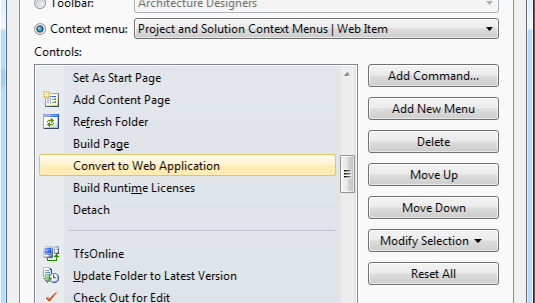 Toolbar:
Architecture Designers
Context menu:
Project and Solution Context Menus | Web Item
Controls:
Set As Start Page
Add Content Page
Refresh Folder
Build Page
Convert to Web Application
Build Runtime Licenses
Detach
TfsOnline
Update Folder to Latest Version
Check Out for Edit
Add Command...
Add New Menu
Delete
Move Up
Move Down
Modify Selection
Reset All